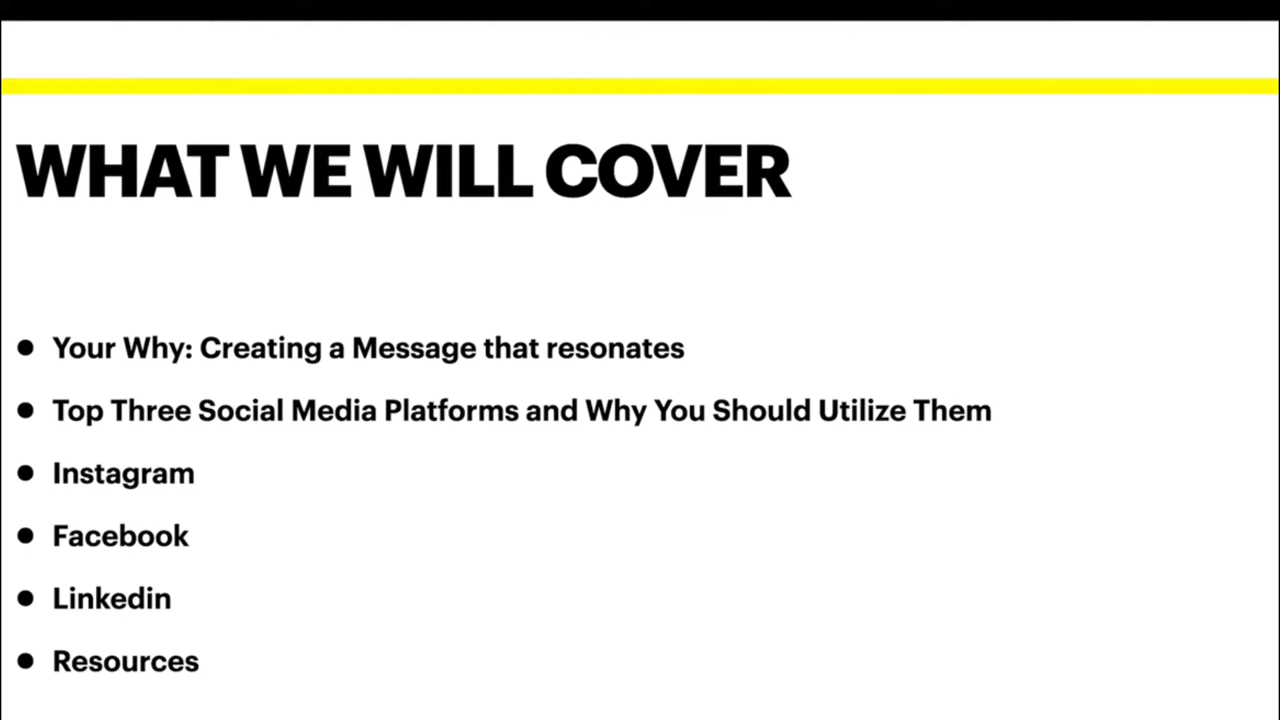 WHAT WE WILL COVER
● Your Why: Creating a Message that resonates
● Top Three Social Media Platforms and Why You Should Utilize Them
● Instagram
● Facebook
● Linkedin
● Resources